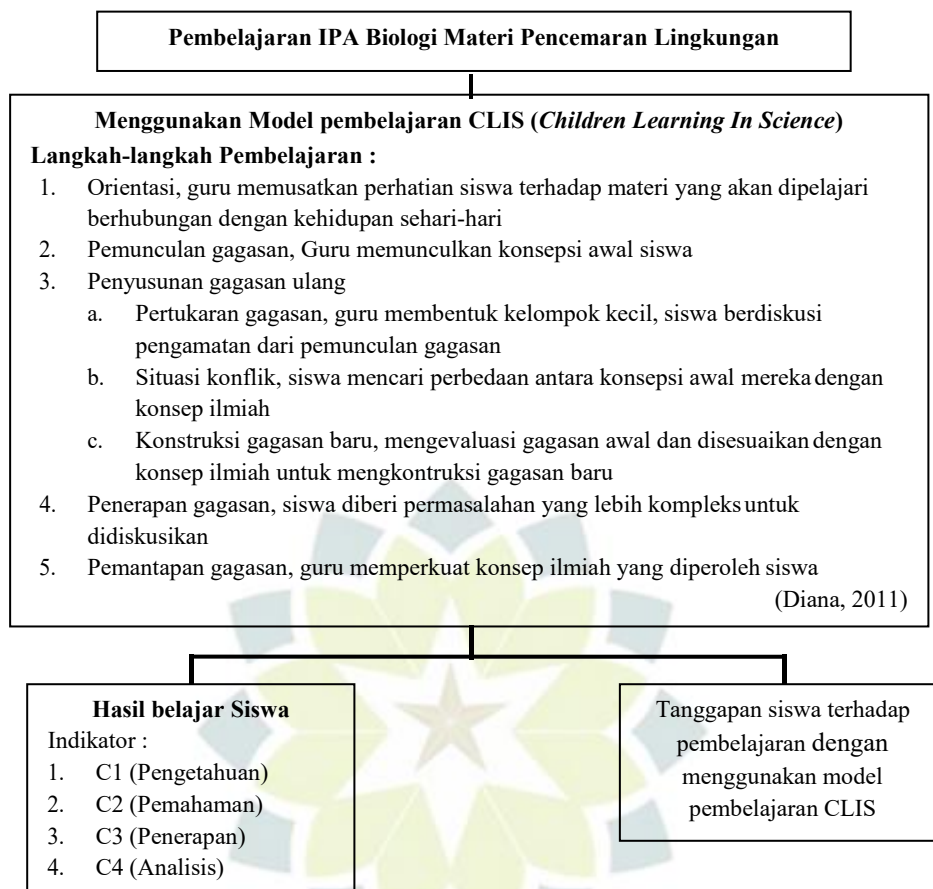 Pembelajaran IPA Biologi Materi Pencemaran Lingkungan
Menggunakan Model pembelajaran CLIS (Children Learning In Science)
Langkah-langkah Pembelajaran :
1. Orientasi, guru memusatkan perhatian siswa terhadap materi yang akan dipelajari
berhubungan dengan kehidupan sehari-hari
2. Pemunculan gagasan, Guru memunculkan konsepsi awal siswa
3. Penyusunan gagasan ulang
a. Pertukaran gagasan, guru membentuk kelompok kecil, siswa berdiskusi
pengamatan dari pemunculan gagasan
b. Situasi konflik, siswa mencari perbedaan antara konsepsi awal mereka dengan
konsep ilmiah
c. Konstruksi gagasan baru, mengevaluasi gagasan awal dan disesuaikan dengan
konsep ilmiah untuk mengkontruksi gagasan baru
4. Penerapan gagasan, siswa diberi permasalahan yang lebih kompleks untuk
didiskusikan
5. Pemantapan gagasan, guru memperkuat konsep ilmiah yang diperoleh siswa
(Diana, 2011)
Hasil belajar Siswa
Indikator :
1. C1 (Pengetahuan)
2. C2 (Pemahaman)
3. C3 (Penerapan)
4. C4 (Analisis)
Tanggapan siswa terhadap
pembelajaran dengan
menggunakan model
pembelajaran CLIS